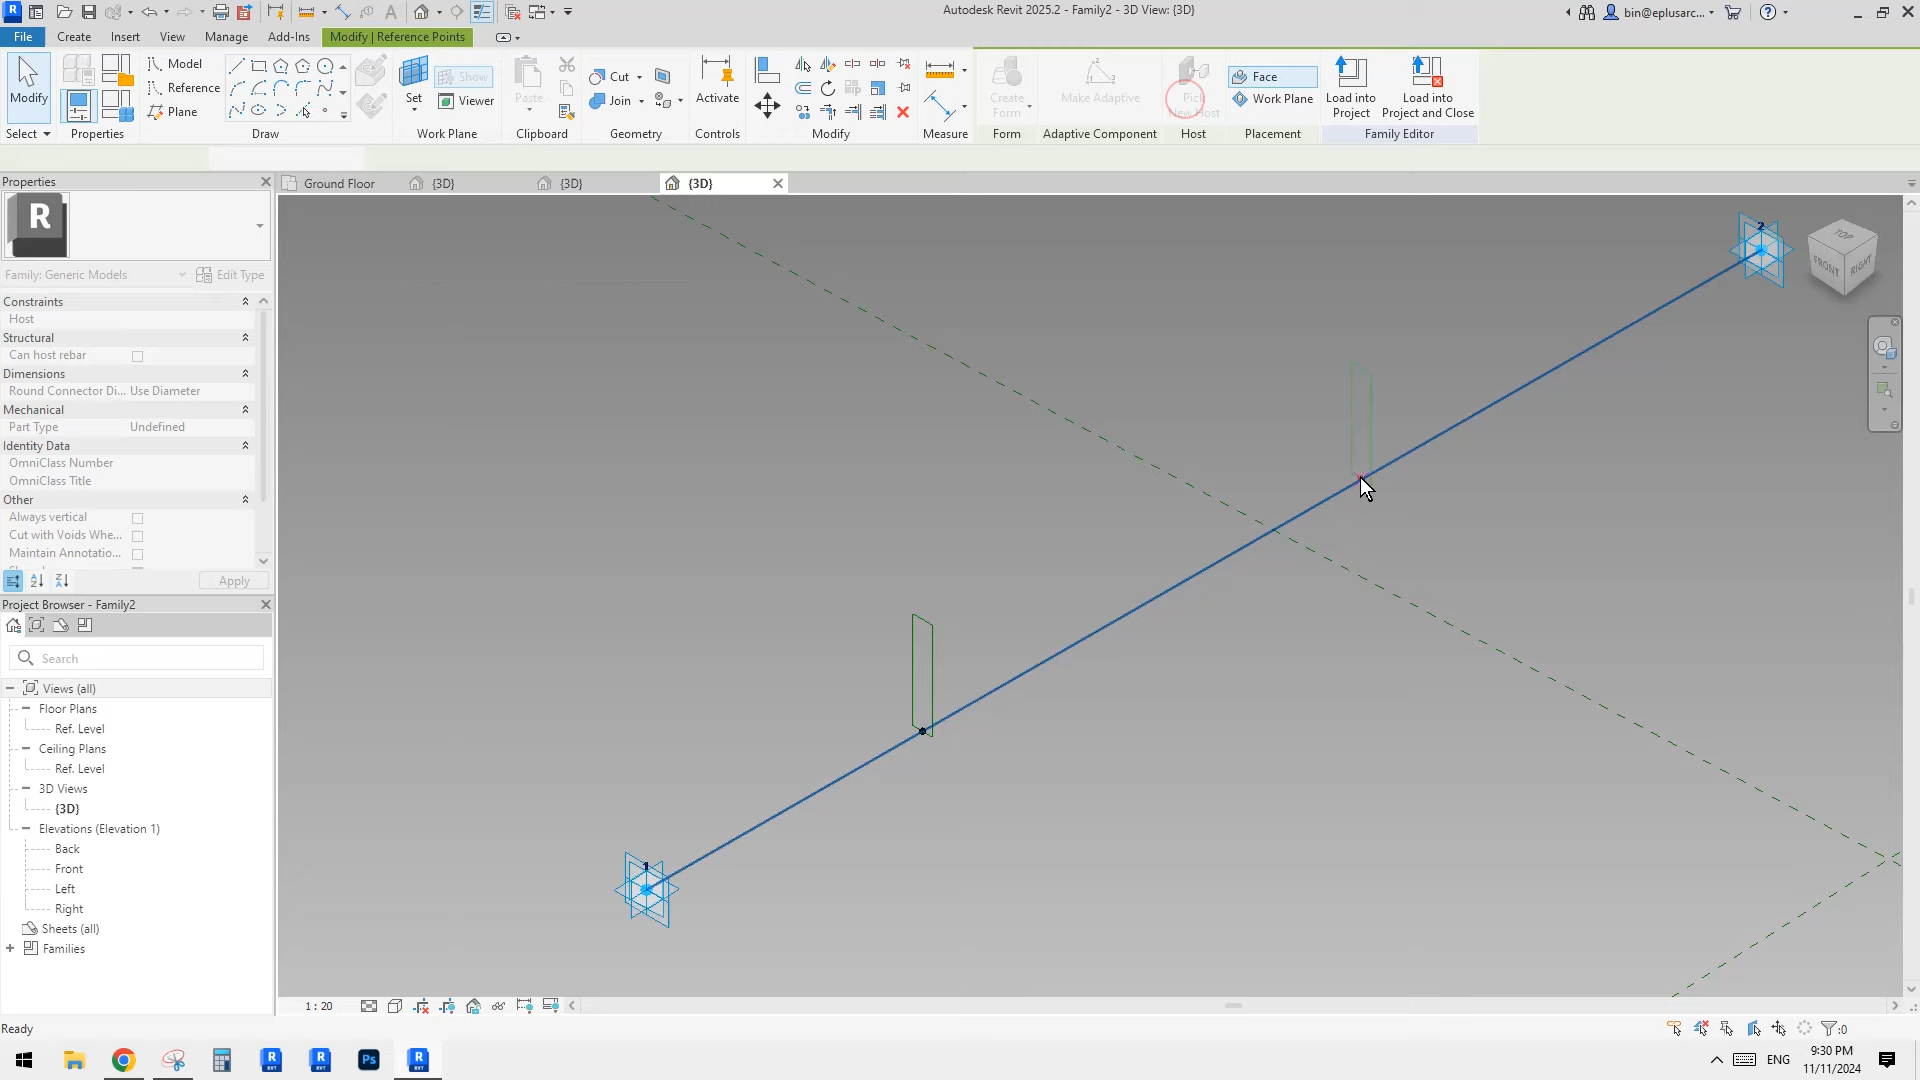 Autodesk Revit 2025.2 - Family2 - 3D View: {3D}
bin@eplusarc...
File
Create
Insert
View
Manage
Add-Ins
Modify | Reference Points
Modify
Select
Properties
Model
Reference
Plane
Draw
Set
Show
Viewer
Work Plane
Paste
Clipboard
Cut
Join
Geometry
Activate
Controls
Modify
Measure
Create Form
Form
Make Adaptive
Adaptive Component
Pick New Host
Host
Face
Work Plane
Placement
Load into Project
Load into Project and Close
Family Editor
Properties
Ground Floor
{3D}
{3D}
{3D}
R
Family: Generic Models
Edit Type
Constraints
Host
Structural
Can host rebar
Dimensions
Round Connector Di... Use Diameter
Mechanical
Part Type Undefined
Identity Data
OmniClass Number
OmniClass Title
Other
Always vertical
Cut with Voids Whe...
Maintain Annotatio...
Apply
Project Browser - Family2
Search
Views (all)
Floor Plans
Ref. Level
Ceiling Plans
Ref. Level
3D Views
{3D}
Elevations (Elevation 1)
Back
Front
Left
Right
Sheets (all)
Families
2
TOP
FRONT
RIGHT
1
1 : 20
Ready
:0
ENG
9:30 PM
11/11/2024